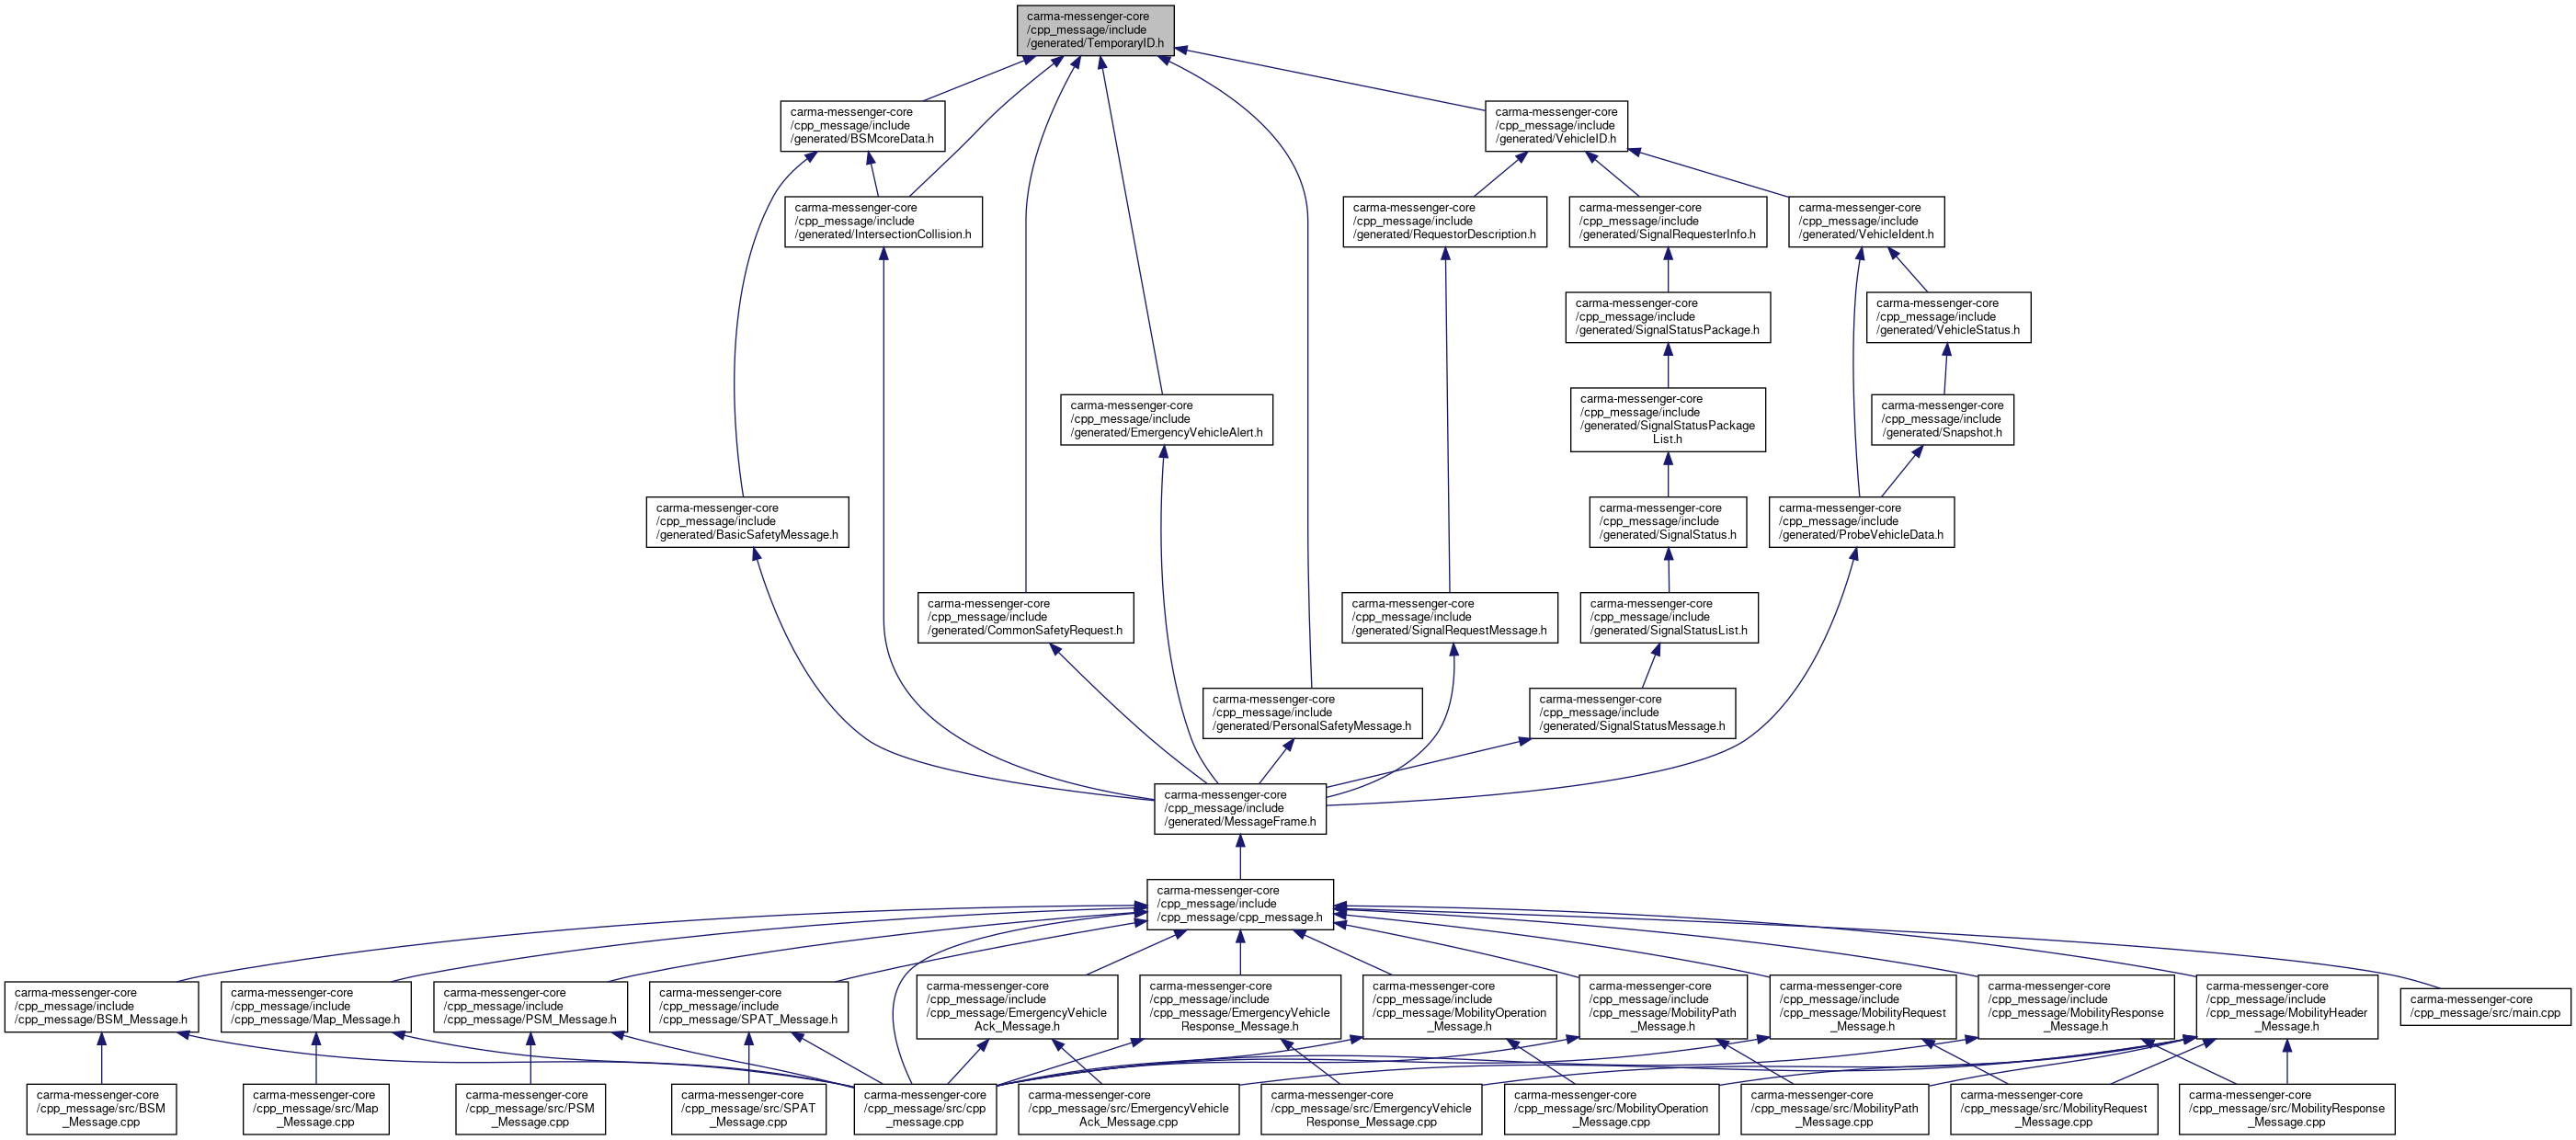 carma-messenger-core
/cpp_message/include
/generated/TemporaryID.h
carma-messenger-core
/cpp_message/include
/generated/BSMcoreData.h
carma-messenger-core
/cpp_message/include
/generated/VehicleID.h
carma-messenger-core
/cpp_message/include
/generated/IntersectionCollision.h
carma-messenger-core
/cpp_message/include
/generated/RequestorDescription.h
carma-messenger-core
/cpp_message/include
/generated/SignalRequesterInfo.h
carma-messenger-core
/cpp_message/include
/generated/VehicleIdent.h
carma-messenger-core
/cpp_message/include
/generated/SignalStatusPackage.h
carma-messenger-core
/cpp_message/include
/generated/VehicleStatus.h
carma-messenger-core
/cpp_message/include
/generated/EmergencyVehicleAlert.h
carma-messenger-core
/cpp_message/include
/generated/SignalStatusPackage
List.h
carma-messenger-core
/cpp_message/include
/generated/Snapshot.h
carma-messenger-core
/cpp_message/include
/generated/BasicSafetyMessage.h
carma-messenger-core
/cpp_message/include
/generated/SignalStatus.h
carma-messenger-core
/cpp_message/include
/generated/ProbeVehicleData.h
carma-messenger-core
/cpp_message/include
/generated/CommonSafetyRequest.h
carma-messenger-core
/cpp_message/include
/generated/SignalRequestMessage.h
carma-messenger-core
/cpp_message/include
/generated/SignalStatusList.h
carma-messenger-core
/cpp_message/include
/generated/PersonalSafetyMessage.h
carma-messenger-core
/cpp_message/include
/generated/SignalStatusMessage.h
carma-messenger-core
/cpp_message/include
/generated/MessageFrame.h
carma-messenger-core
/cpp_message/include
/cpp_message/cpp_message.h
carma-messenger-core
/cpp_message/include
/cpp_message/BSM_Message.h
carma-messenger-core
/cpp_message/include
/cpp_message/Map_Message.h
carma-messenger-core
/cpp_message/include
/cpp_message/PSM_Message.h
carma-messenger-core
/cpp_message/include
/cpp_message/SPAT_Message.h
carma-messenger-core
/cpp_message/include
/cpp_message/EmergencyVehicle
Ack_Message.h
carma-messenger-core
/cpp_message/include
/cpp_message/EmergencyVehicle
Response_Message.h
carma-messenger-core
/cpp_message/include
/cpp_message/MobilityOperation
_Message.h
carma-messenger-core
/cpp_message/include
/cpp_message/MobilityPath
_Message.h
carma-messenger-core
/cpp_message/include
/cpp_message/MobilityRequest
_Message.h
carma-messenger-core
/cpp_message/include
/cpp_message/MobilityResponse
_Message.h
carma-messenger-core
/cpp_message/include
/cpp_message/MobilityHeader
_Message.h
carma-messenger-core
/cpp_message/src/main.cpp
carma-messenger-core
/cpp_message/src/BSM
_Message.cpp
carma-messenger-core
/cpp_message/src/Map
_Message.cpp
carma-messenger-core
/cpp_message/src/PSM
_Message.cpp
carma-messenger-core
/cpp_message/src/SPAT
_Message.cpp
carma-messenger-core
/cpp_message/src/cpp
_message.cpp
carma-messenger-core
/cpp_message/src/EmergencyVehicle
Ack_Message.cpp
carma-messenger-core
/cpp_message/src/EmergencyVehicle
Response_Message.cpp
carma-messenger-core
/cpp_message/src/MobilityOperation
_Message.cpp
carma-messenger-core
/cpp_message/src/MobilityPath
_Message.cpp
carma-messenger-core
/cpp_message/src/MobilityRequest
_Message.cpp
carma-messenger-core
/cpp_message/src/MobilityResponse
_Message.cpp